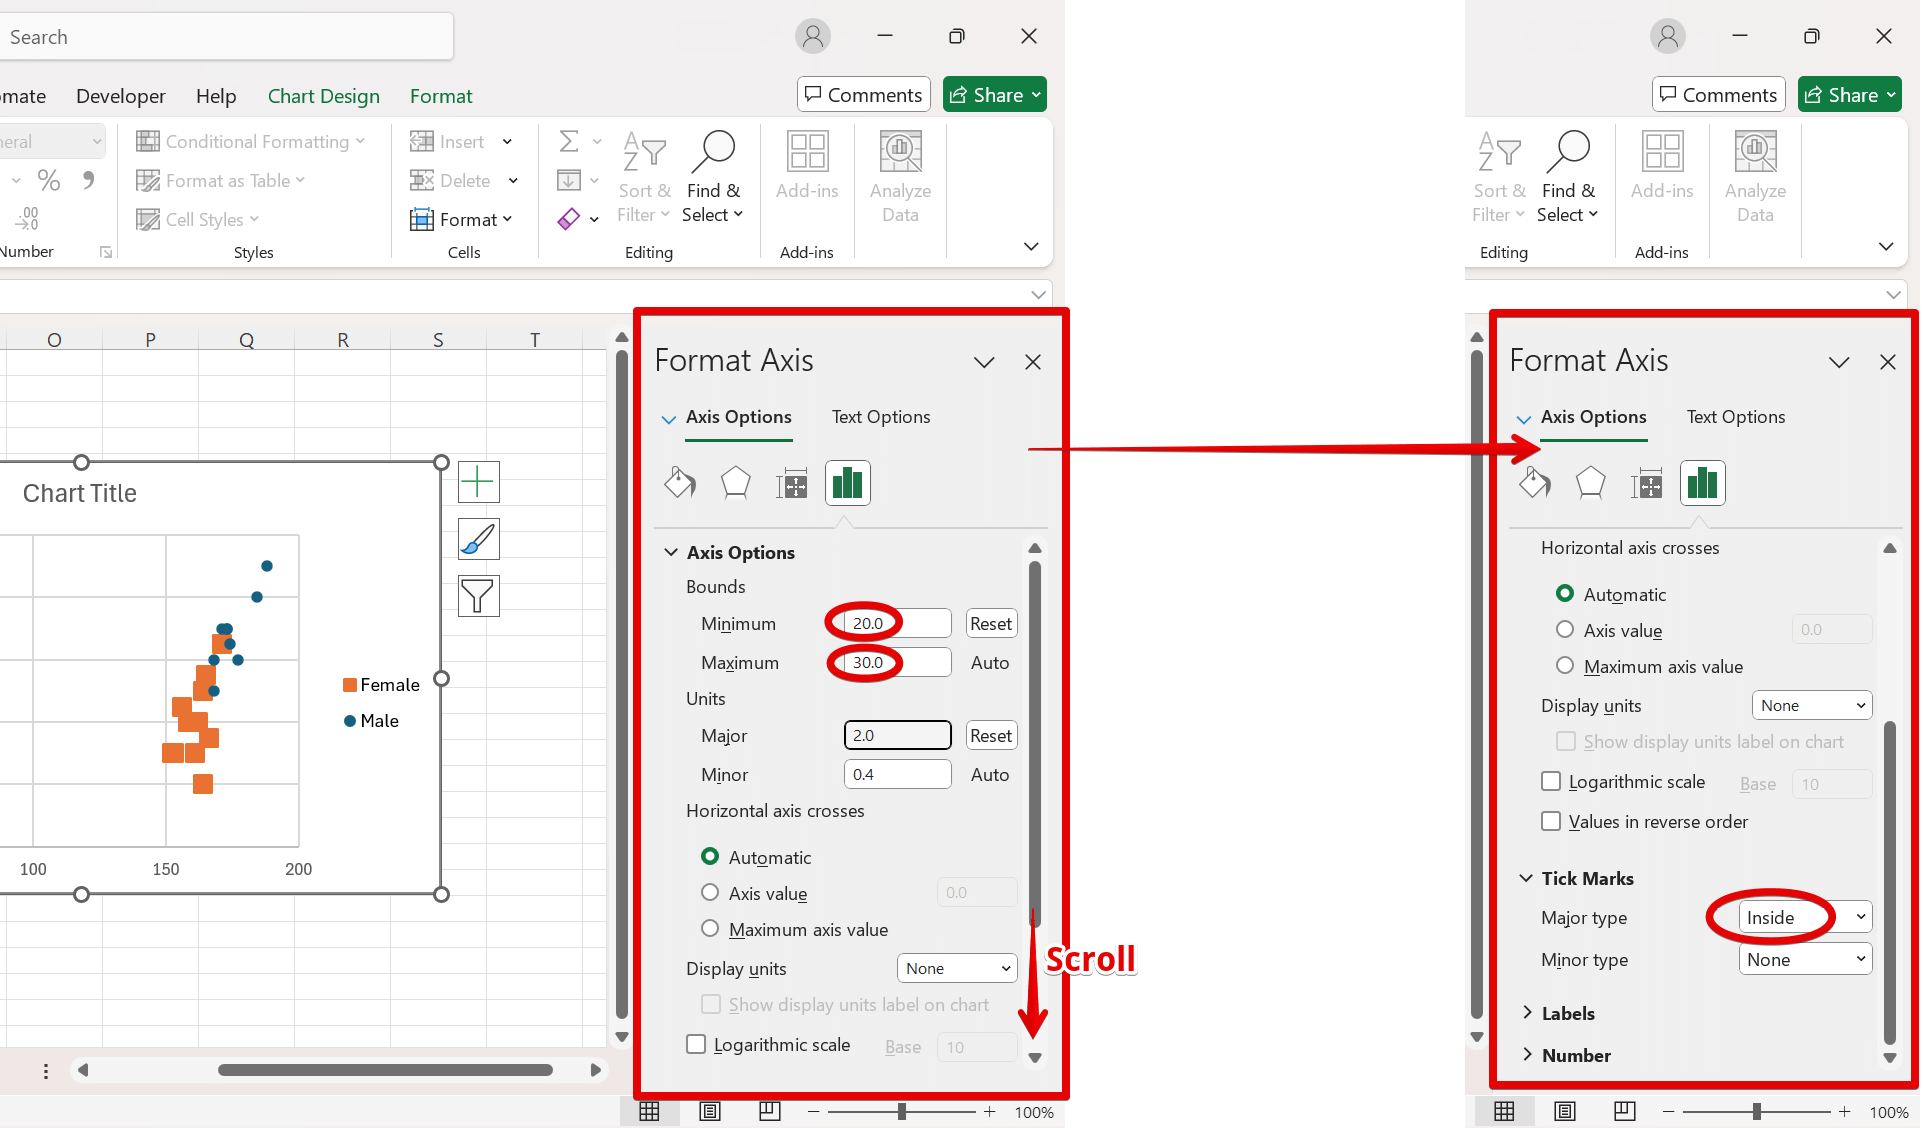 Search
mate Developer Help Chart Design Format
Comments Share
neral
Conditional Formatting
Insert
% Format as Table
Delete
.00
→0
Cell Styles
Format
Sort &
Filter
Find &
Select
Add-ins
Analyze
Data
Number Styles Cells Editing Add-ins
O P Q R S T
Chart Title
100 150 200
Female
Male
Format Axis
Axis Options Text Options
Axis Options
Bounds
Minimum 20.0 Reset
Maximum 30.0 Auto
Units
Major 2.0 Reset
Minor 0.4 Auto
Horizontal axis crosses
Automatic
Axis value 0.0
Maximum axis value
Display units None
Show display units label on chart
Logarithmic scale Base 10
Scroll
100%
Comments Share
Sort &
Filter
Find &
Select
Add-ins
Analyze
Data
Editing Add-ins
Format Axis
Axis Options Text Options
Horizontal axis crosses
Automatic
Axis value 0.0
Maximum axis value
Display units None
Show display units label on chart
Logarithmic scale Base 10
Values in reverse order
Tick Marks
Major type Inside
Minor type None
Labels
Number
100%